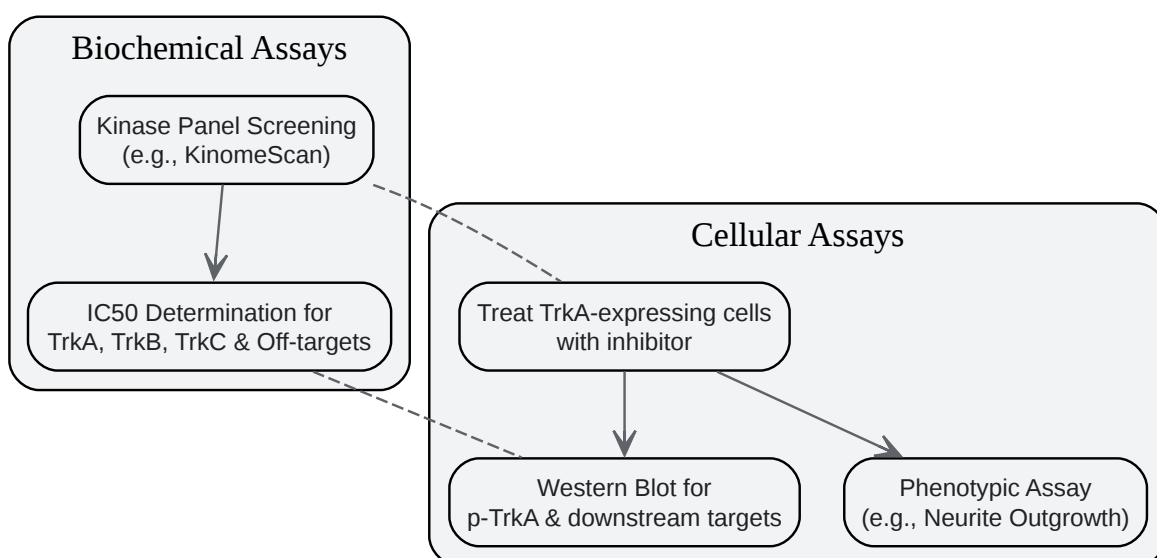 Biochemical Assays
Kinase Panel Screening
(e.g., KinomeScan)
IC50 Determination for
TrkA, TrkB, TrkC & Off-targets
Cellular Assays
Treat TrkA-expressing cells
with inhibitor
Western Blot for
p-TrkA & downstream targets
Phenotypic Assay
(e.g., Neurite Outgrowth)